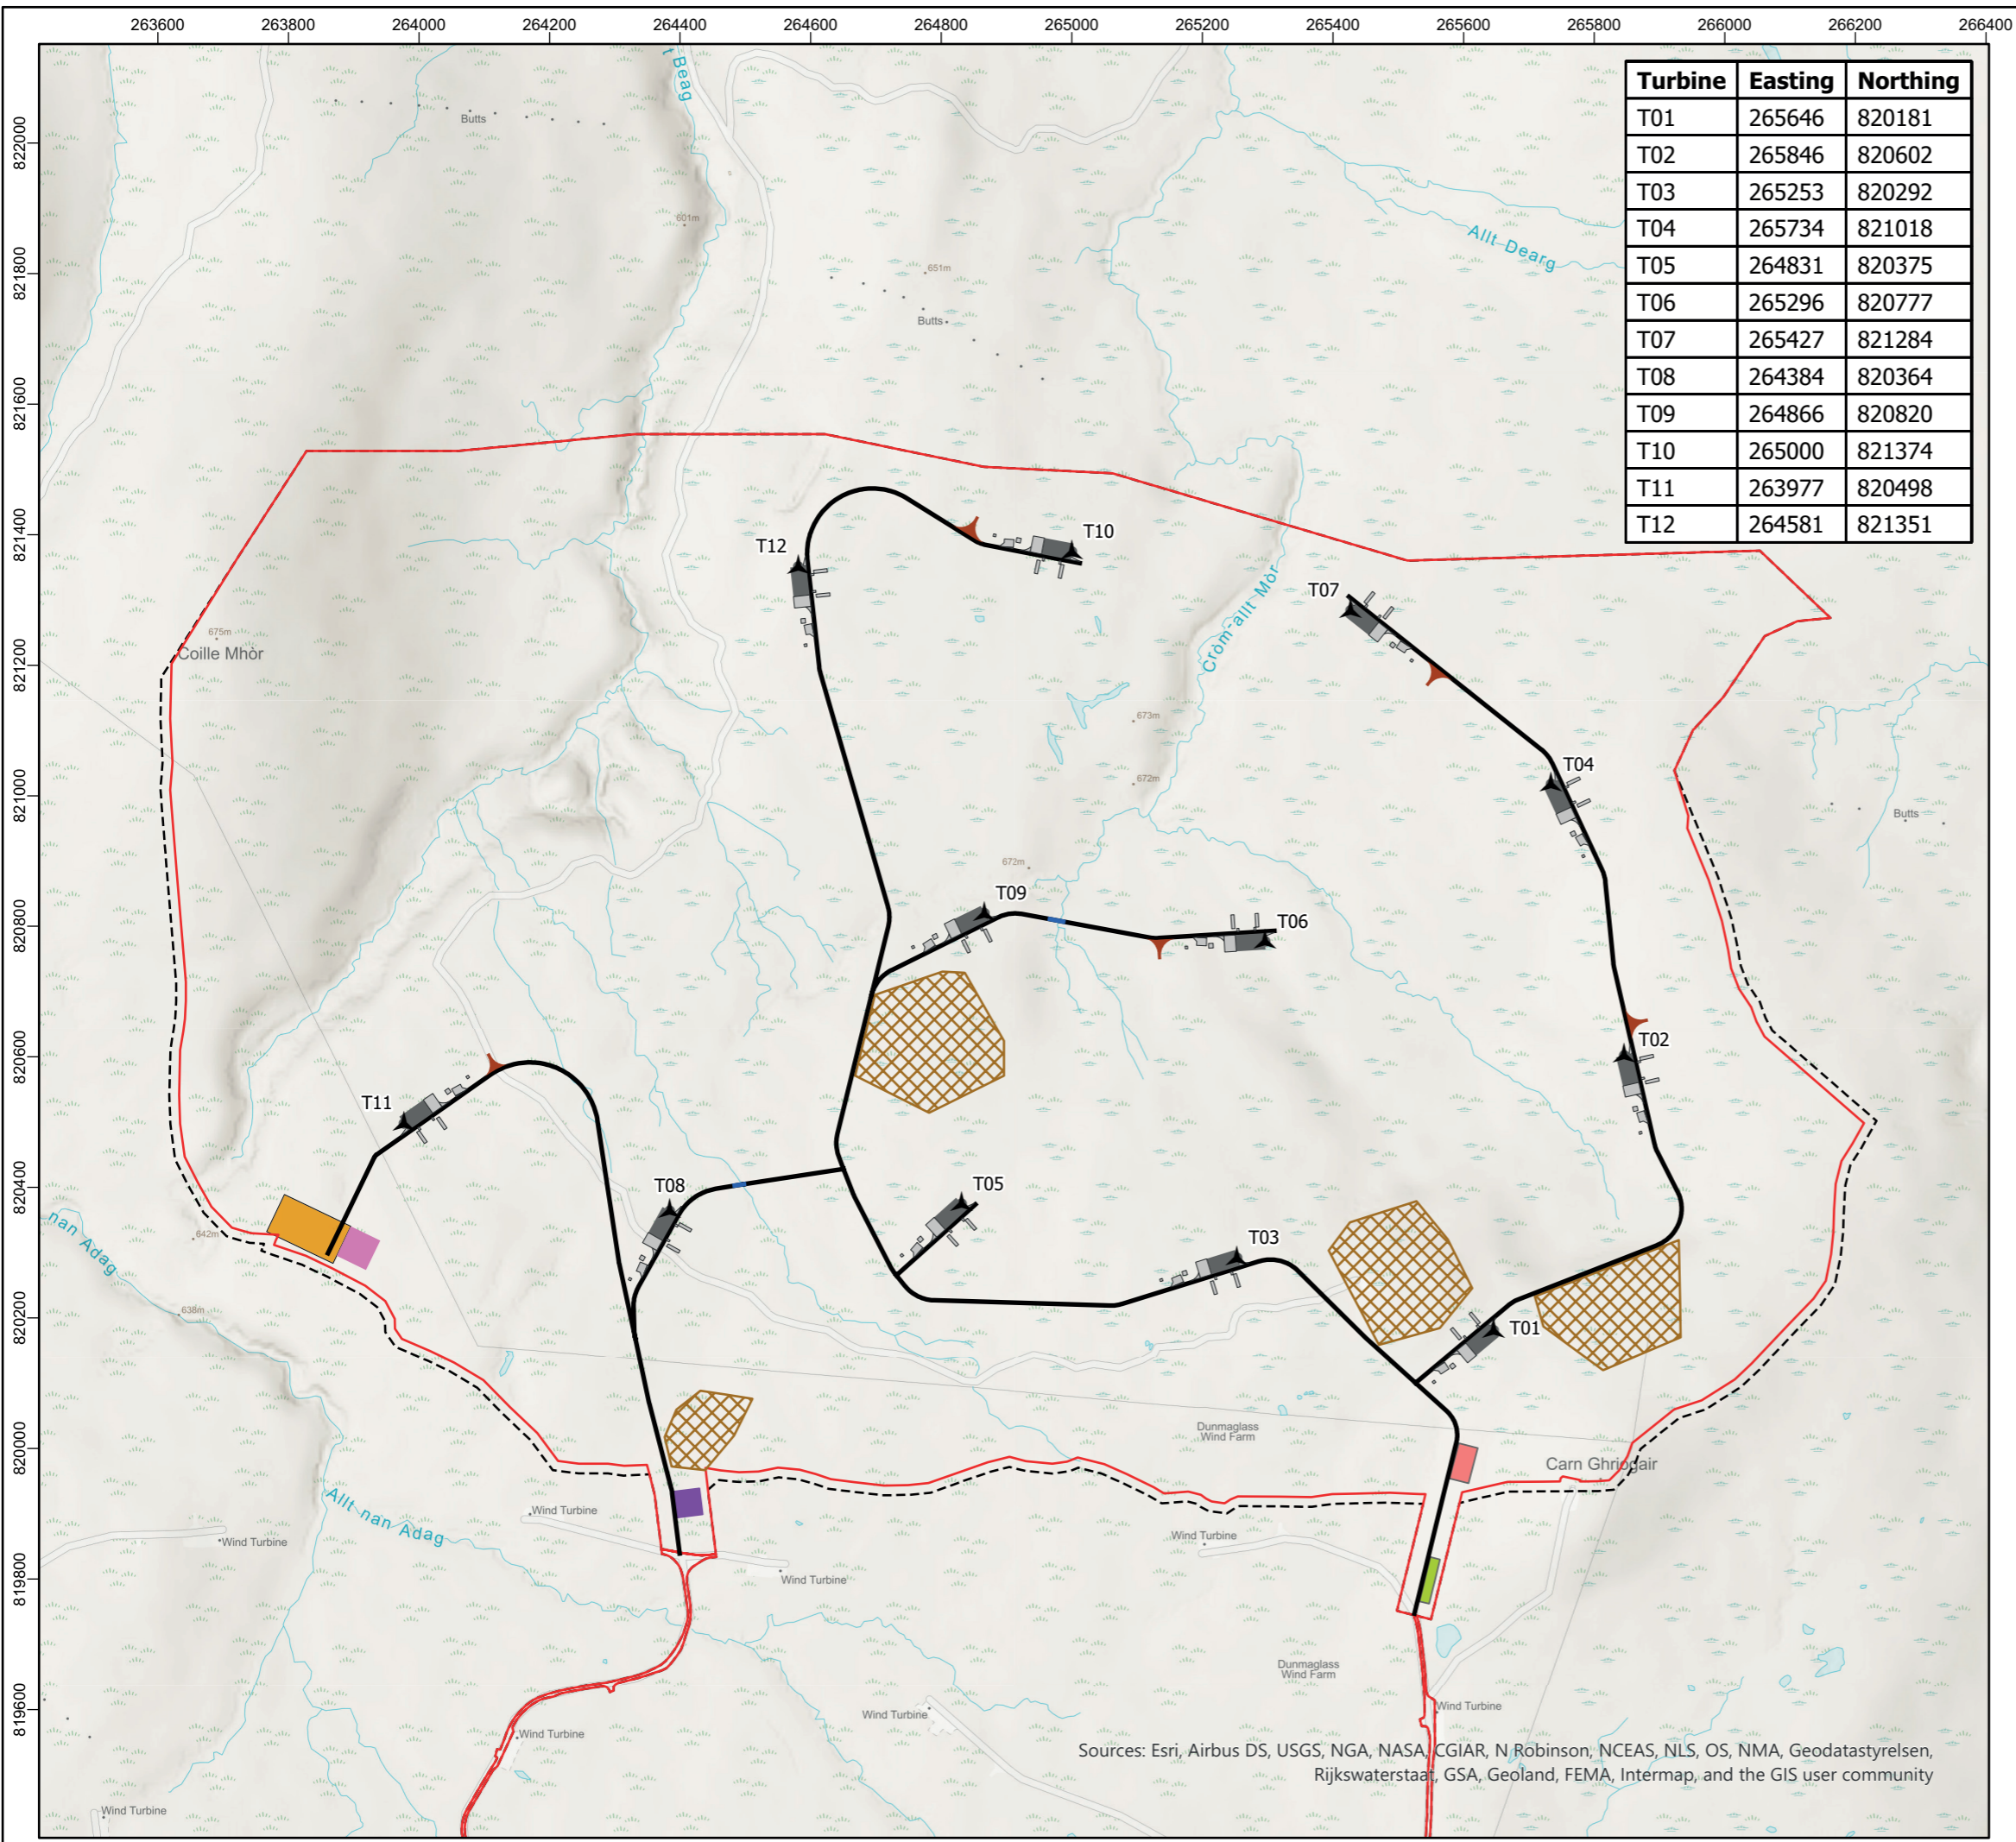 263600 263800 264000 264200 264400 264600 264800 265000 265200 265400 265600 265800 266000 266200 266400
822000
821800
821600
821400
821200
821000
820800
820600
820400
820200
820000
819800
819600
Turbine Easting Northing
T01 265646 820181
T02 265846 820602
T03 265253 820292
T04 265734 821018
T05 264831 820375
T06 265296 820777
T07 265427 821284
T08 264384 820364
T09 264866 820820
T10 265000 821374
T11 263977 820498
T12 264581 821351
t Beag
Butts
601m
Allt Dearg
651m
Butts
T12
T10
T07
Crom-allt Mòr
675m
Coille Mhòr
673m
672m
T04
Butts
672m
T09
T06
T02
T11
T08
T05
T03
T01
nan Adag
642m
638m
Dunmaglass
Wind Farm
Carn Ghriogair
Allt nan Adag
Wind Turbine
Wind Turbine
Wind Turbine
Wind Turbine
Dunmaglass
Wind Farm
Wind Turbine
Wind Turbine
Wind Turbine
Wind Turbine
Sources: Esri, Airbus DS, USGS, NGA, NASA, CGIAR, N Robinson, NCEAS, NLS, OS, NMA, Geodatastyrelsen,
Rijkswaterstaat, GSA, Geoland, FEMA, Intermap, and the GIS user community